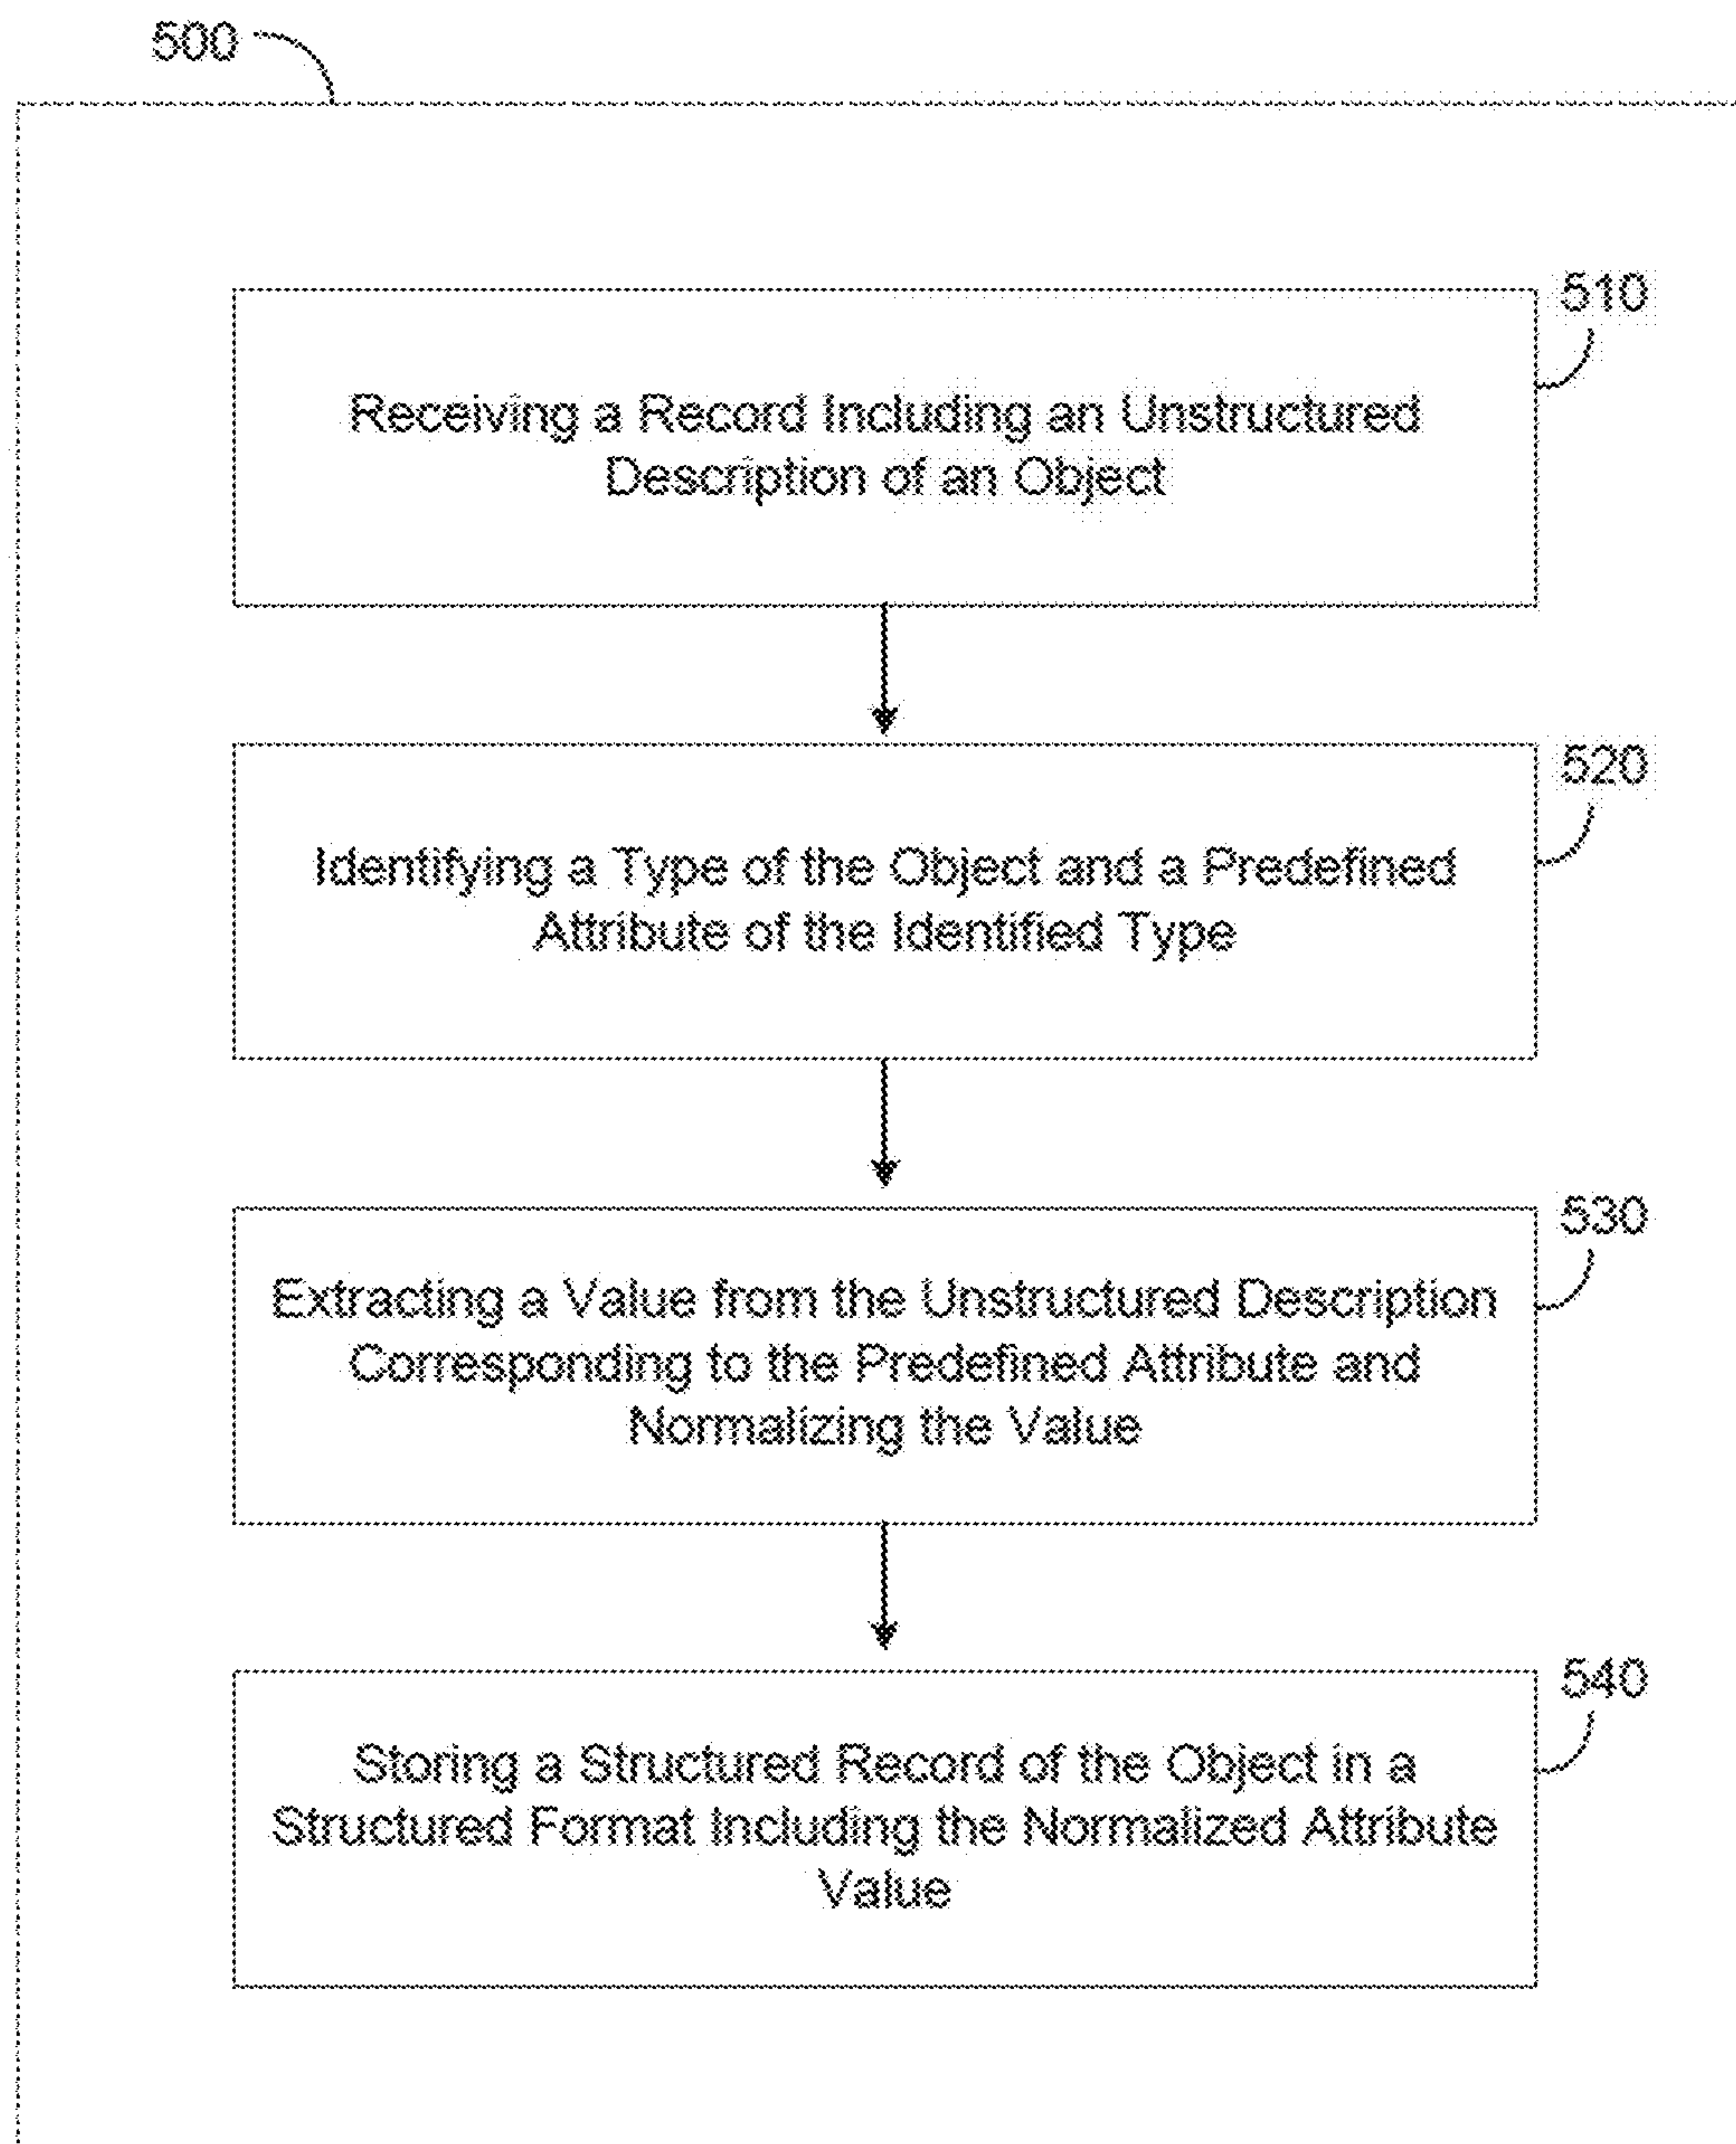 500
510
Receiving a Record Including an Unstructured
Description of an Object
520
Identifying a Type of the Object and a Predefined
Attribute of the Identified Type
530
Extracting a Value from the Unstructured Description
Corresponding to the Predefined Attribute and
Normalizing the Value
540
Storing a Structured Record of the Object in a
Structured Format Including the Normalized Attribute
Value